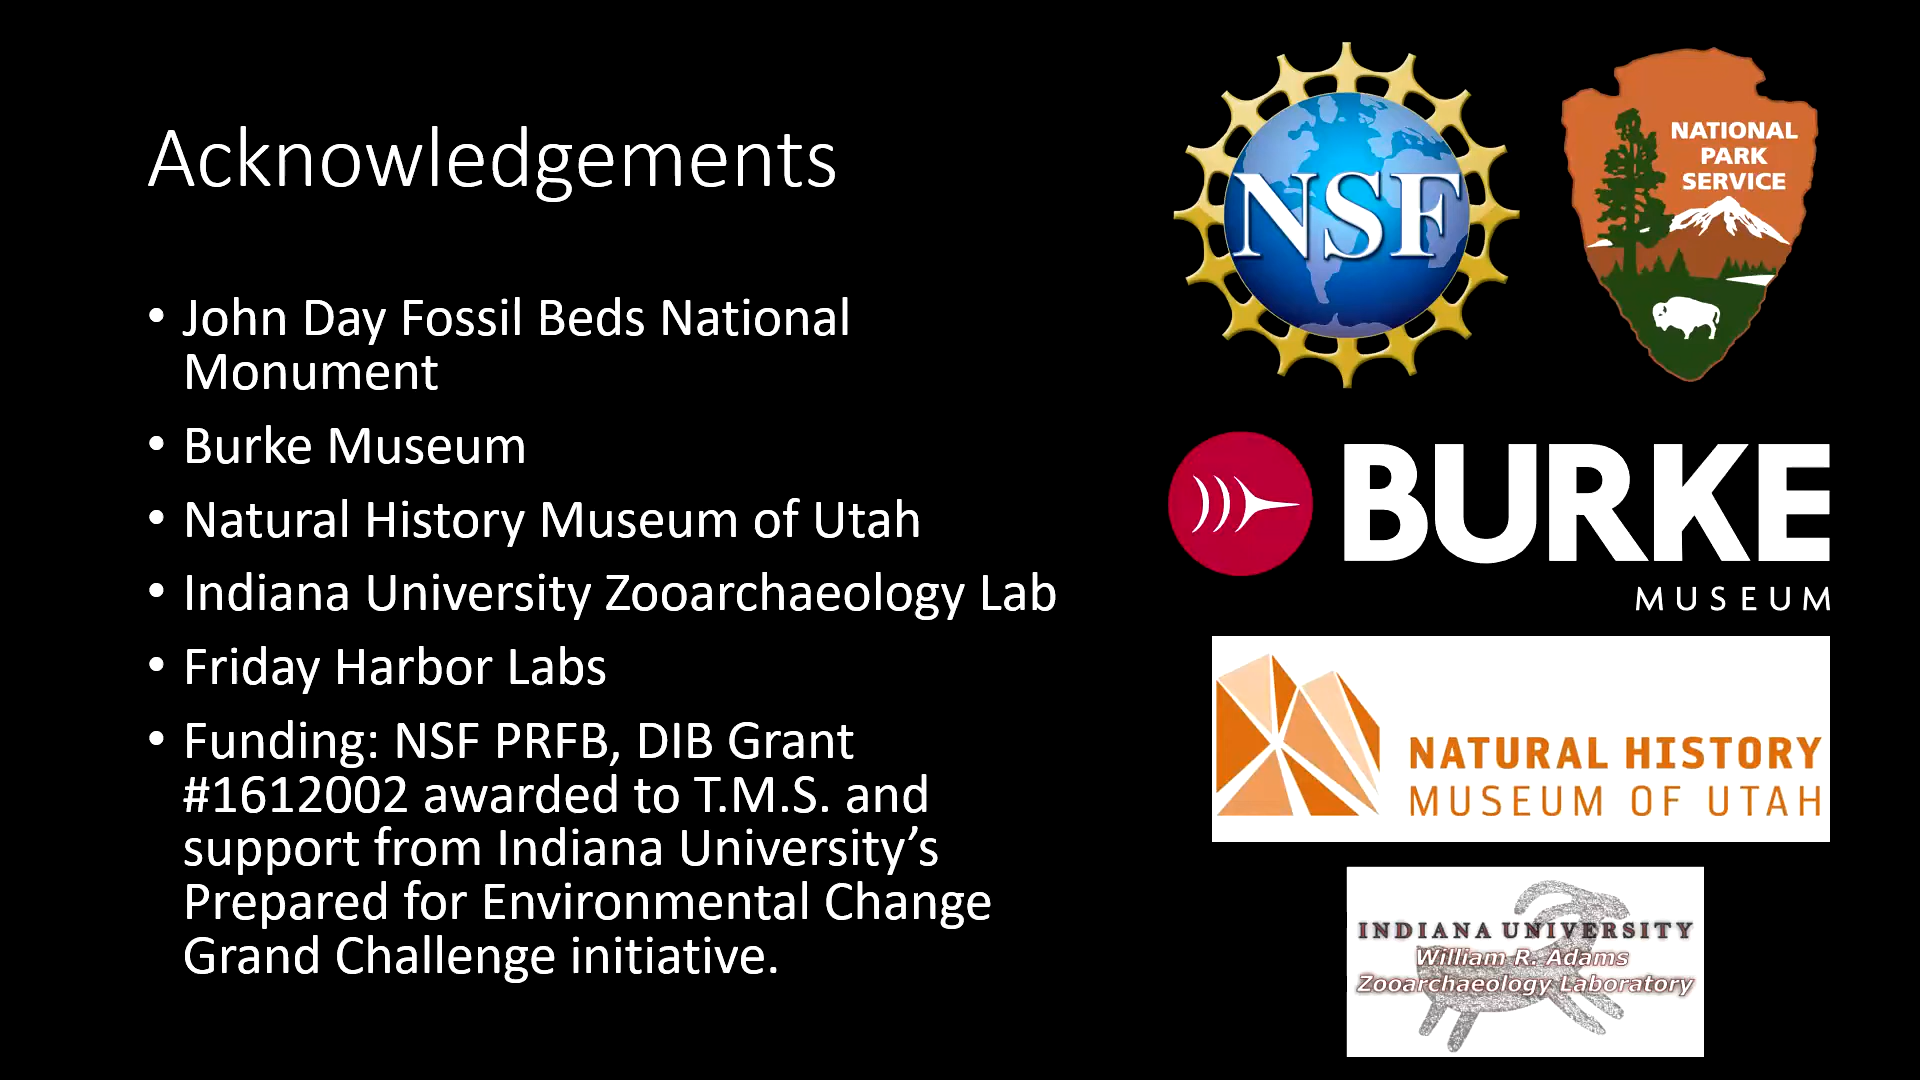 Acknowledgements
• John Day Fossil Beds National
Monument
• Burke Museum
• Natural History Museum of Utah
• Indiana University Zooarchaeology Lab
• Friday Harbor Labs
• Funding: NSF PRFB, DIB Grant
#1612002 awarded to T.M.S. and
support from Indiana University’s
Prepared for Environmental Change
Grand Challenge initiative.
NSF
NATIONAL
PARK
SERVICE
BURKE
MUSEUM
NATURAL HISTORY
MUSEUM OF UTAH
INDIANA UNIVERSITY
William R. Adams
Zooarchaeology Laboratory